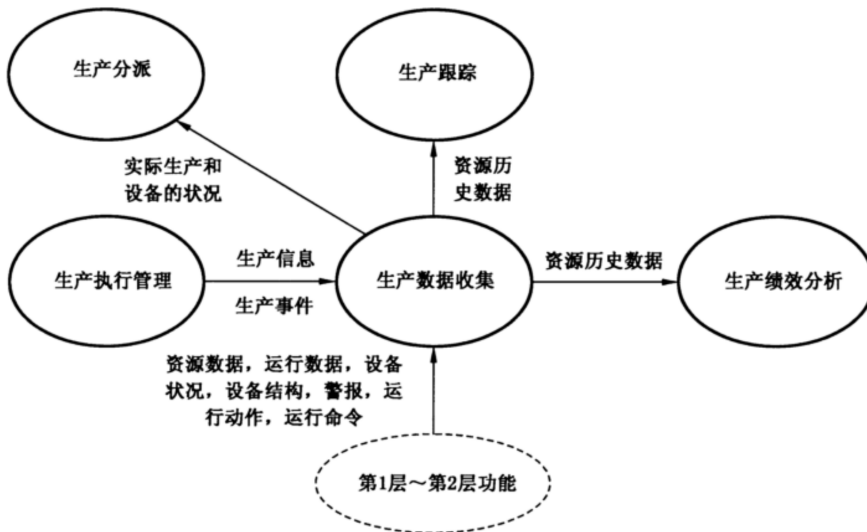 生产分派
生产跟踪
实际生产和
设备的状况
资源历
史数据
生产执行管理
生产信息
生产事件
生产数据收集
资源历史数据
生产绩效分析
资源数据，运行数据，设备
状况，设备结构，警报，运
行动作，运行命令
第1层～第2层功能